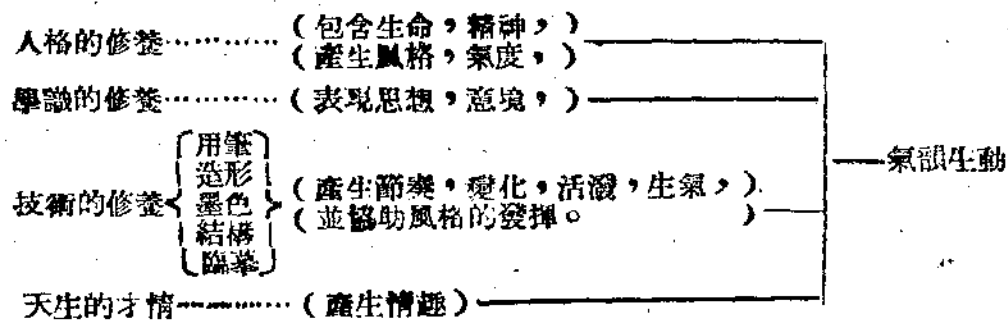 人格的修養…………(包含生命,精神,)
(產生風格,氣度,)
學識的修養…………(表現思想,意境,)
用筆
造形
技術的修養 墨色 (產生節奏,變化,活潑,生氣,)
(並協助風格的發揮。)
結構
臨摹
天生的才情…………(產生情趣)
氣韻生動